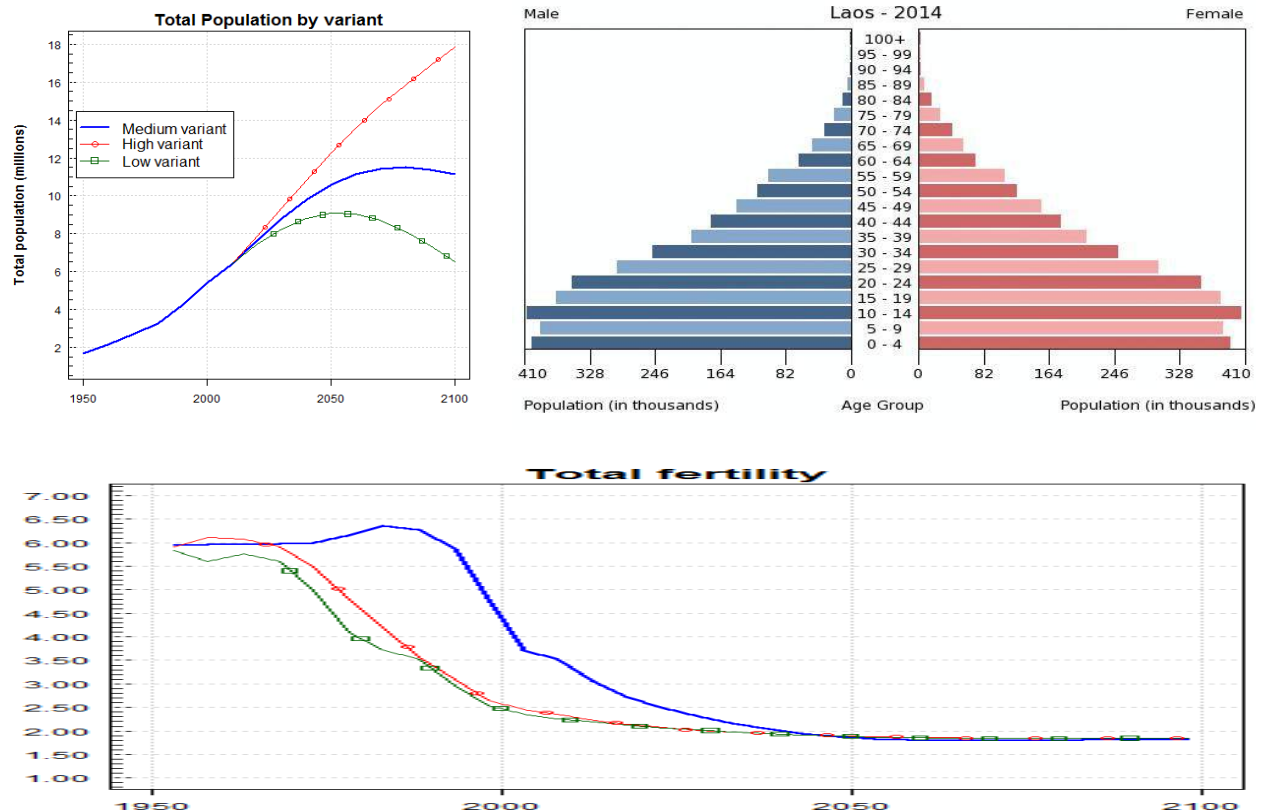 Total Population by variant
Total population (millions)
18
16
14
12
10
8
6
4
2
Medium variant
High variant
Low variant
1950
2000
2050
2100
Male
Laos - 2014
Female
100+
95 - 99
90 - 94
85 - 89
80 - 84
75 - 79
70 - 74
65 - 69
60 - 64
55 - 59
50 - 54
45 - 49
40 - 44
35 - 39
30 - 34
25 - 29
20 - 24
15 - 19
10 - 14
5 - 9
0 - 4
410 328 246 164 82 0 0 82 164 246 328 410
Population (in thousands) Age Group Population (in thousands)
Total fertility
7.00
6.50
6.00
5.50
5.00
4.50
4.00
3.50
3.00
2.50
2.00
1.50
1.00
1950 2000 2050 2100